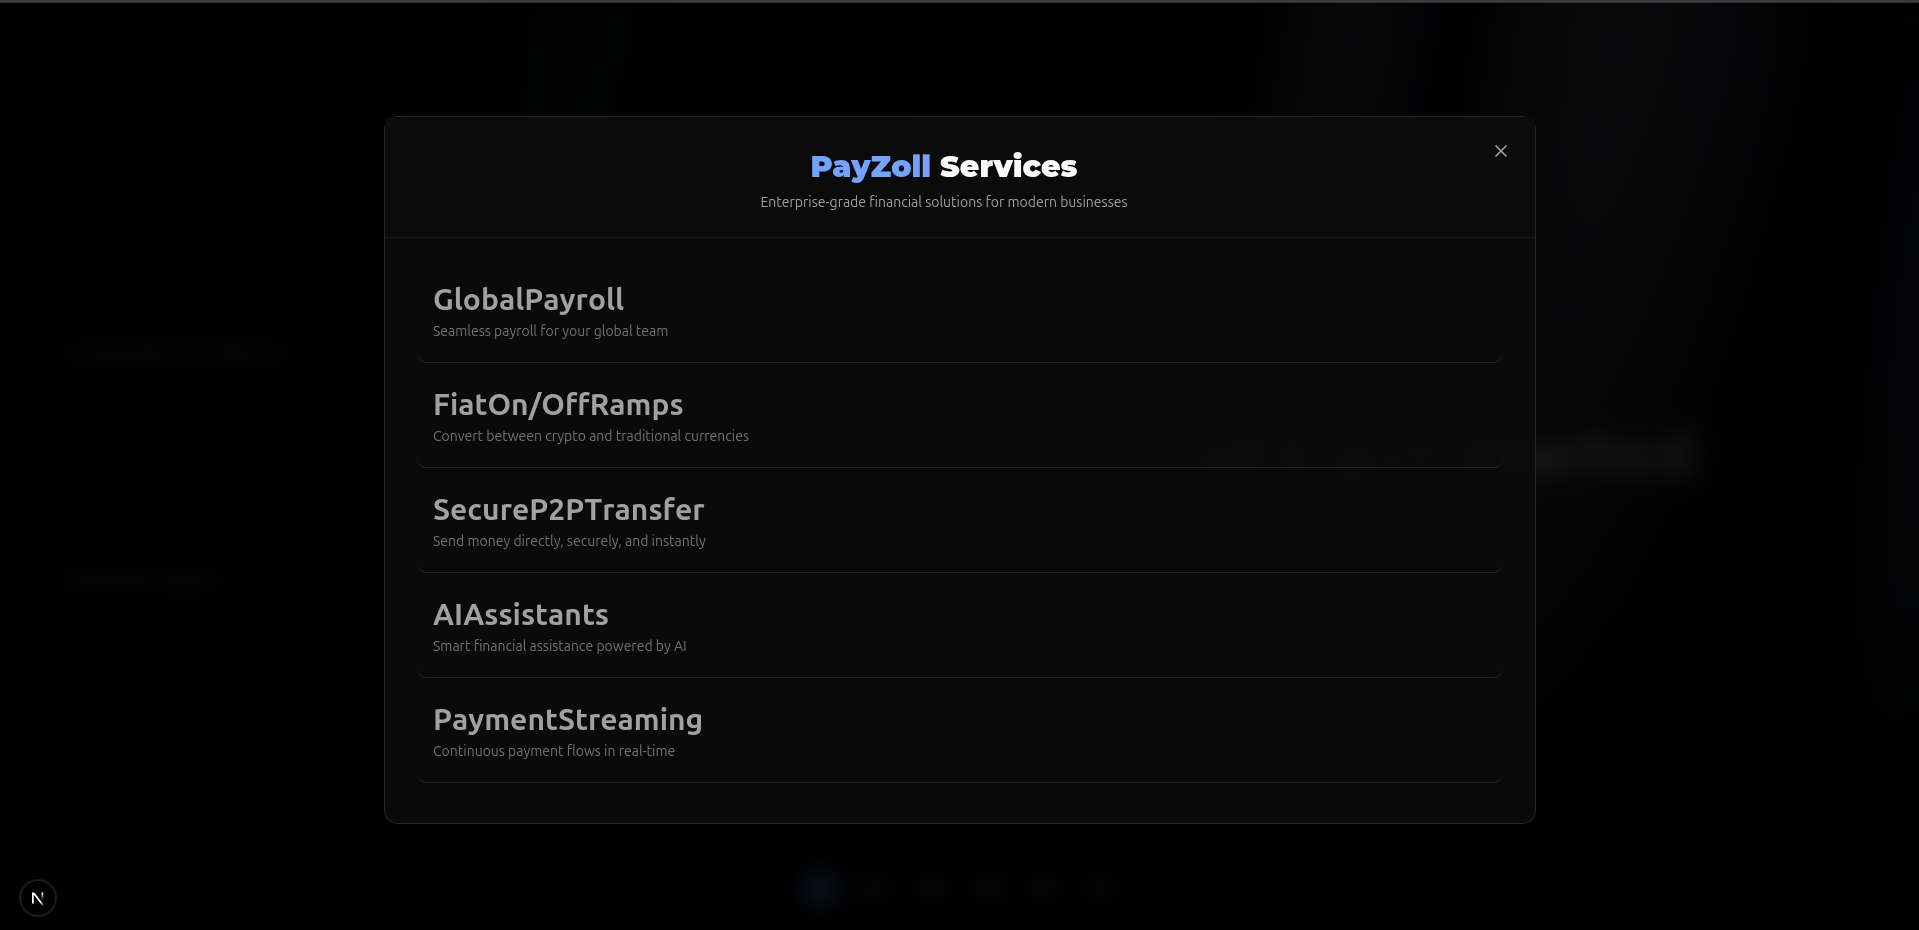 PayZoll Services
Enterprise-grade financial solutions for modern businesses
GlobalPayroll
Seamless payroll for your global team
FiatOn/OffRamps
Convert between crypto and traditional currencies
SecureP2PTransfer
Send money directly, securely, and instantly
AIAssistants
Smart financial assistance powered by AI
PaymentStreaming
Continuous payment flows in real-time
N